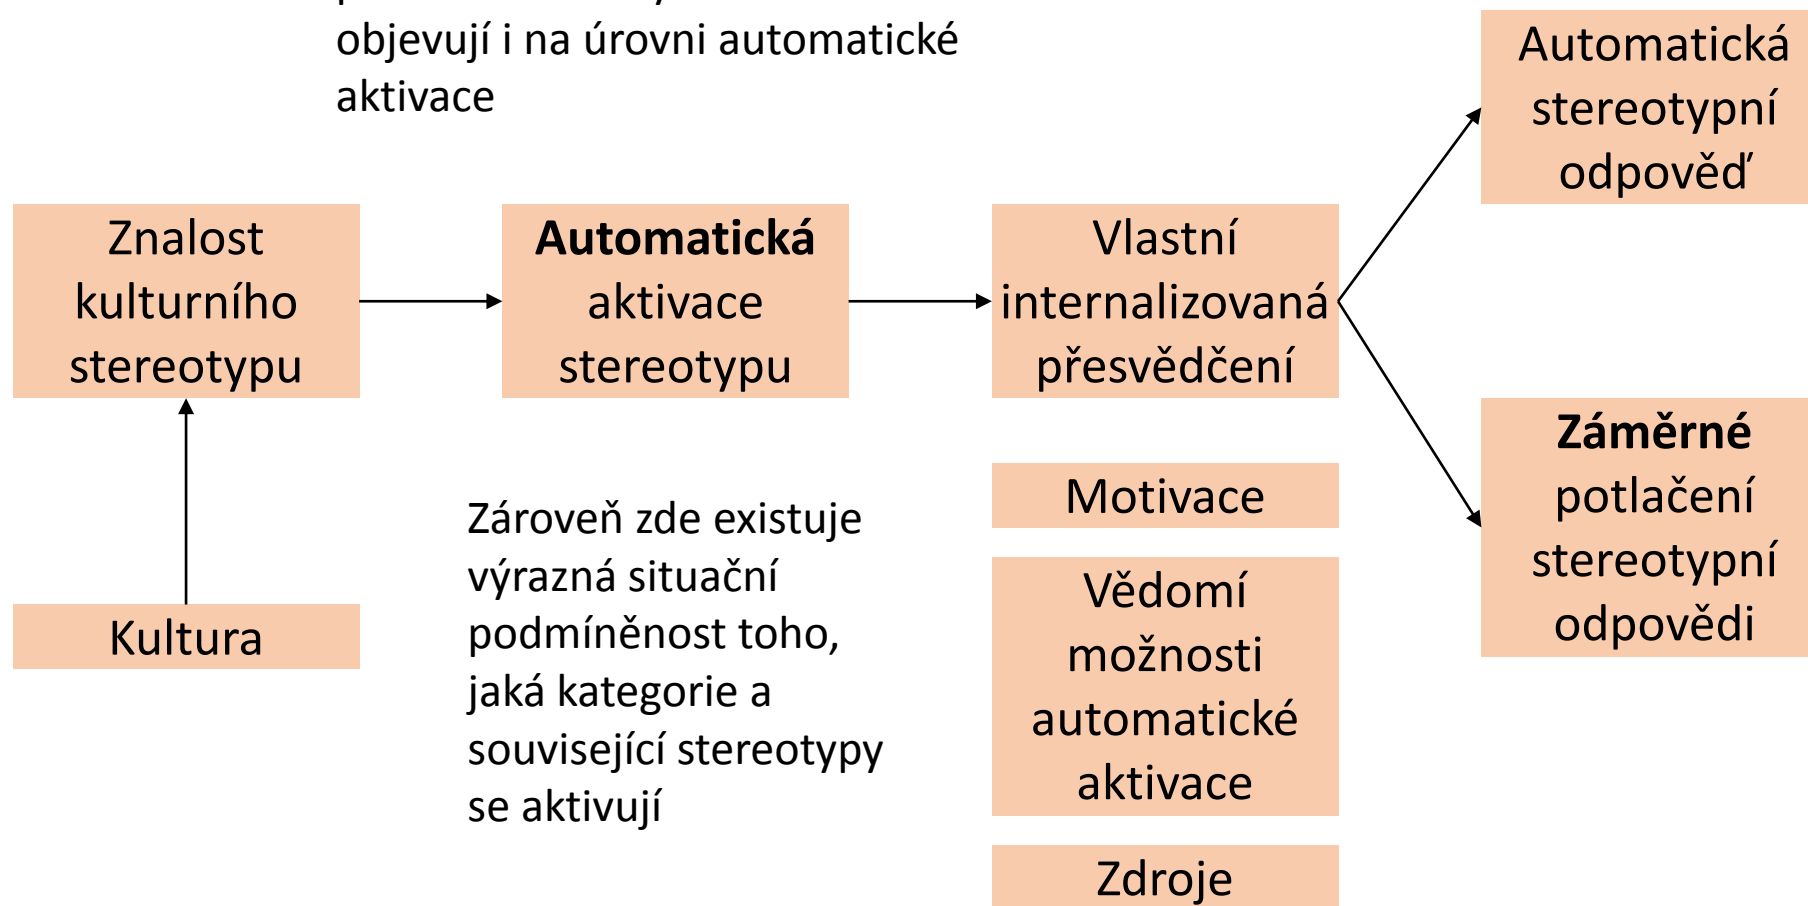 objevují i na úrovni automatické
aktivace
Automatická
stereotypní
odpověď
Znalost
kulturního
stereotypu
Automatická
aktivace
stereotypu
Vlastní
internalizovaná
přesvědčení
Záměrné
potlačení
stereotypní
odpovědi
Kultura
Zároveň zde existuje
výrazná situační
podmíněnost toho,
jaká kategorie a
související stereotypy
se aktivují
Motivace
Vědomí
možnosti
automatické
aktivace
Zdroje